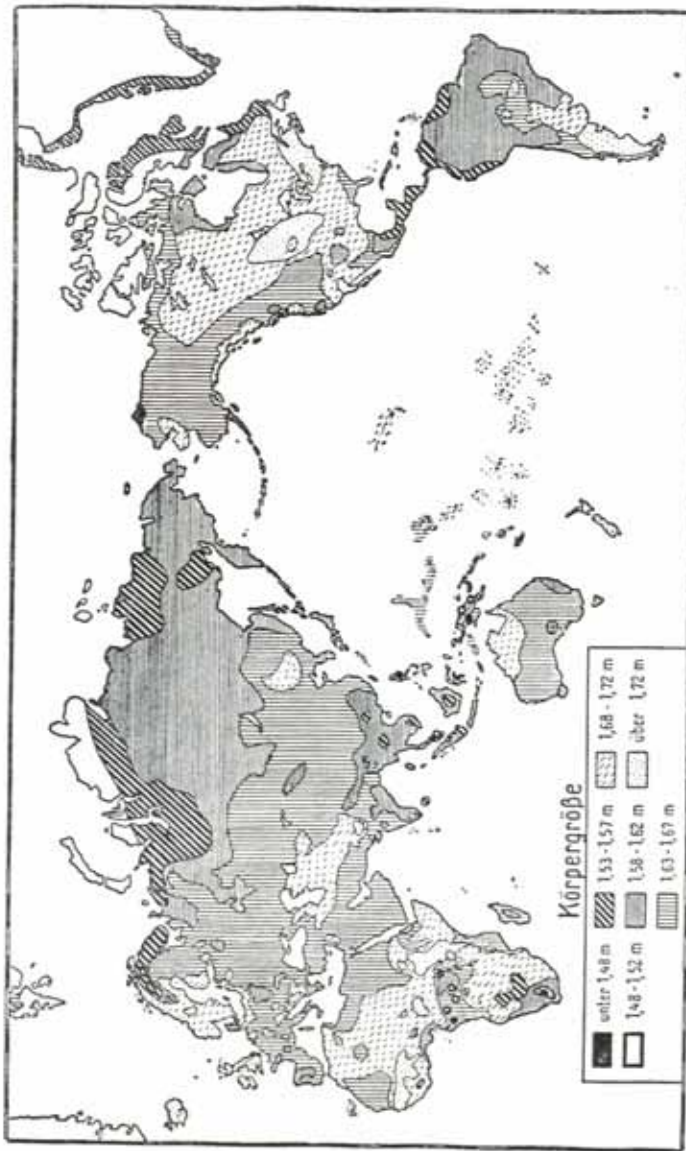 Körpergröße
unter 1,48 m
1,48 - 1,52 m
1,53 - 1,57 m
1,58 - 1,62 m
1,63 - 1,67 m
1,68 - 1,72 m
über 1,72 m